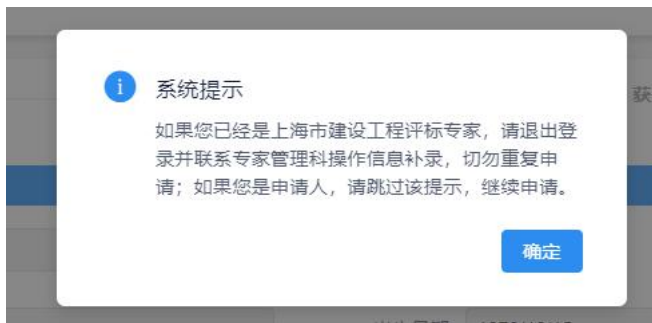 系统提示
获
如果您已经是上海市建设工程评标专家，请退出登
录并联系专家管理科操作信息补录，切勿重复申
请；如果您是申请人，请跳过该提示，继续申请。
确定